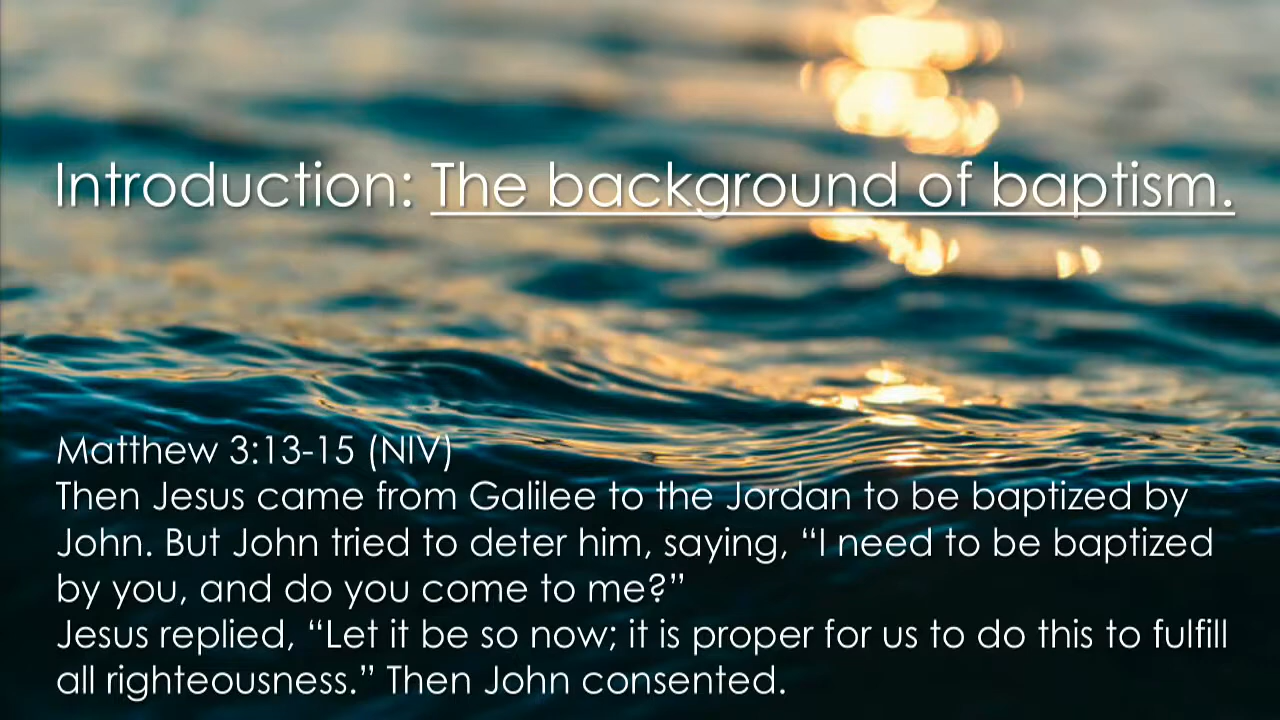 Introduction: The background of baptism.
Matthew 3:13-15 (NIV)
Then Jesus came from Galilee to the Jordan to be baptized by
John. But John tried to deter him, saying, “I need to be baptized
by you, and do you come to me?”
Jesus replied, “Let it be so now; it is proper for us to do this to fulfill
all righteousness.” Then John consented.